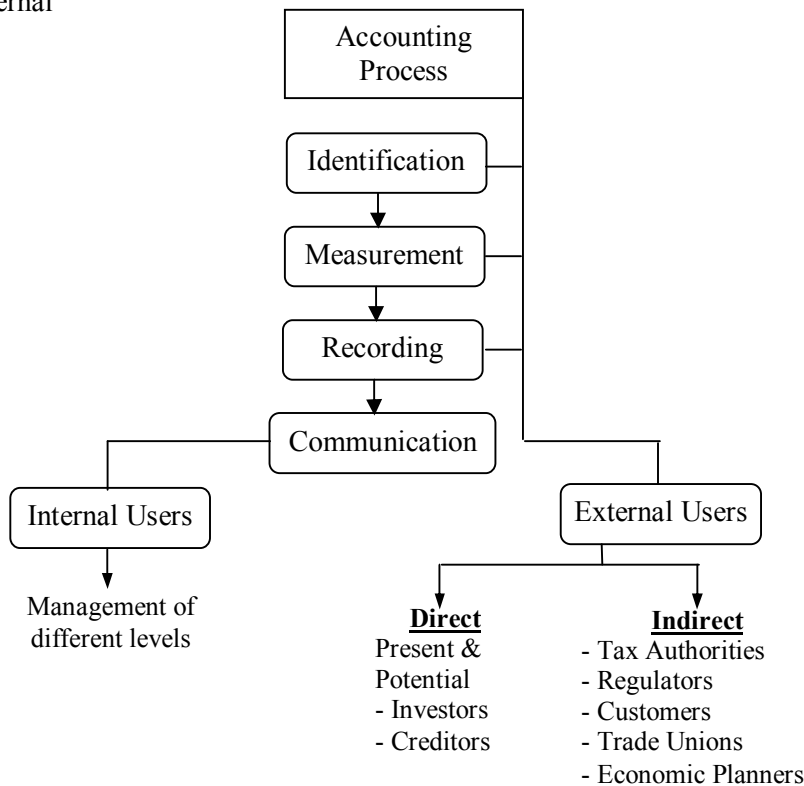 Accounting
Process
Identification
Measurement
Recording
Communication
Internal Users
External Users
Management of
different levels
Direct
Present &
Potential
- Investors
- Creditors
Indirect
- Tax Authorities
- Regulators
- Customers
- Trade Unions
- Economic Planners